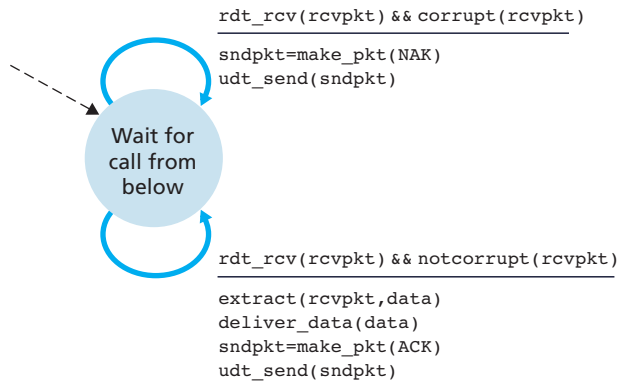 rdt_rcv(rcvpkt) && corrupt(rcvpkt)
sndpkt=make_pkt(NAK)
udt_send(sndpkt)
Wait for
call from
below
rdt_rcv(rcvpkt) && notcorrupt(rcvpkt)
extract(rcvpkt,data)
deliver_data(data)
sndpkt=make_pkt(ACK)
udt_send(sndpkt)